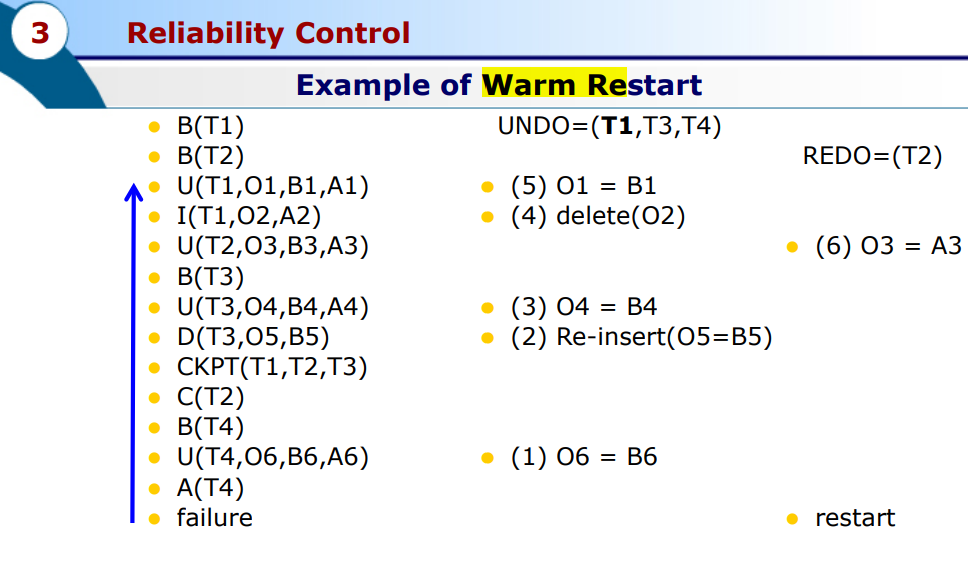 3 Reliability Control
Example of Warm Restart
B(T1) UNDO=(T1,T3,T4)
B(T2) REDO=(T2)
U(T1,O1,B1,A1) (5) O1 = B1
I(T1,O2,A2) (4) delete(O2)
U(T2,O3,B3,A3) (6) O3 = A3
B(T3)
U(T3,O4,B4,A4) (3) O4 = B4
D(T3,O5,B5) (2) Re-insert(O5=B5)
CKPT(T1,T2,T3)
C(T2)
B(T4)
U(T4,O6,B6,A6) (1) O6 = B6
A(T4)
failure restart